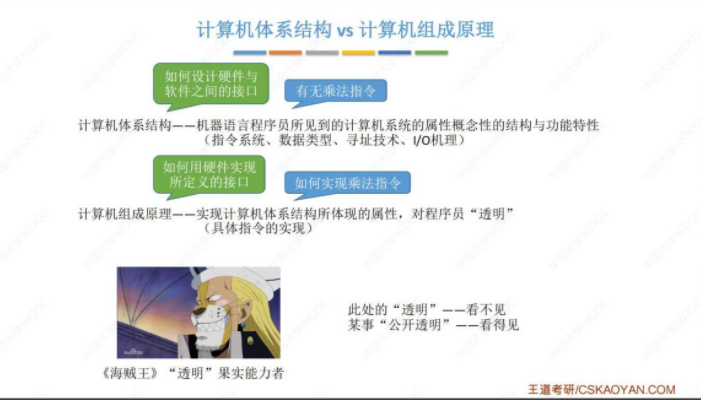 计算机体系结构 vs 计算机组成原理
如何设计硬件与
软件之间的接口
有无乘法指令
计算机体系结构——机器语言程序员所见到的计算机系统的属性概念性的结构与功能特性
（指令系统、数据类型、寻址技术、I/O机理）
如何用硬件实现
所定义的接口
如何实现乘法指令
计算机组成原理——实现计算机体系结构所体现的属性，对程序员“透明”
（具体指令的实现）
此处的“透明”——看不见
某事“公开透明”——看得见
《海贼王》“透明”果实能力者
王道考研/CSKAOYAN.COM